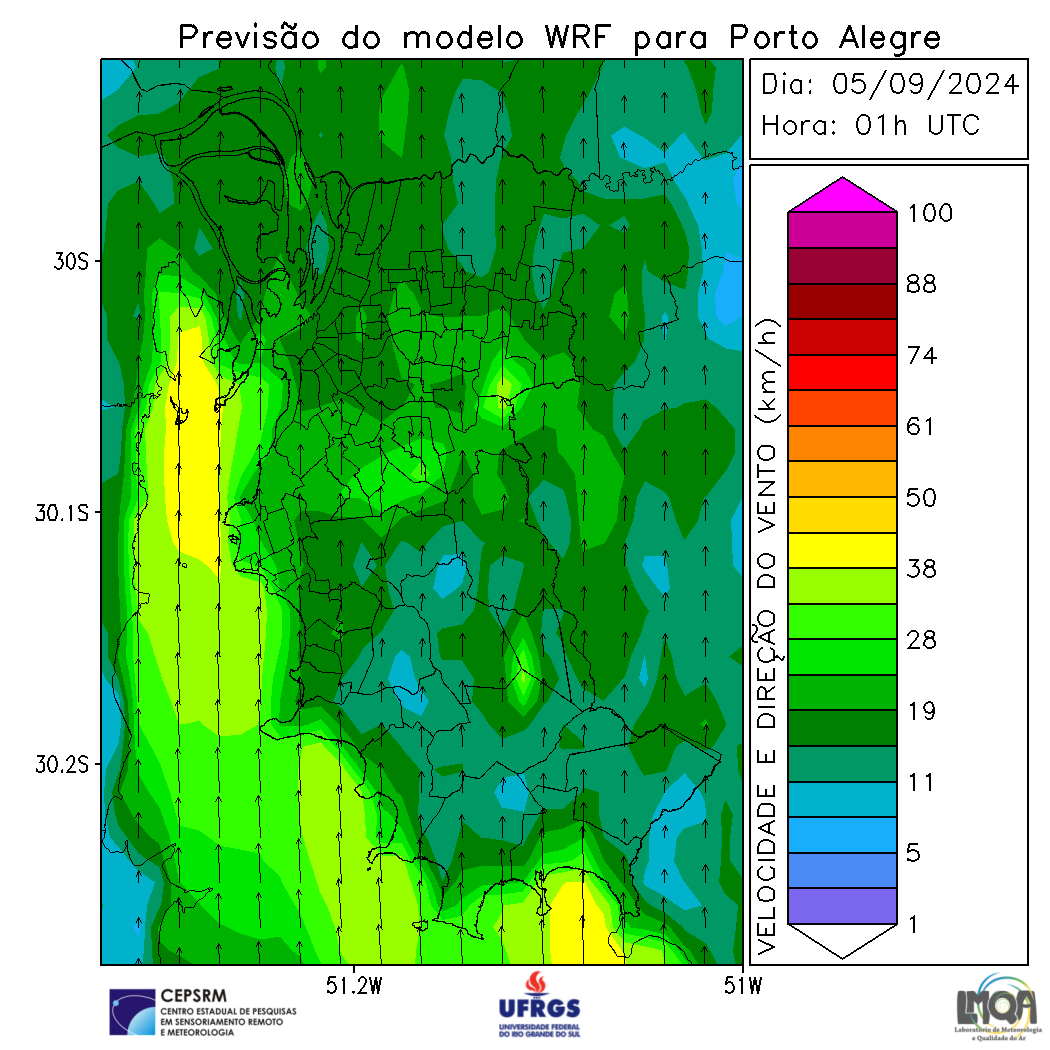 Previsão do modelo WRF para Porto Alegre
Dia: 05/09/2024
Hora: 01h UTC
30S
30.1S
30.2S
51.2W
51W
VELOCIDADE E DIREÇÃO DO VENTO (km/h)
100
88
74
61
50
38
28
19
11
5
1
CEPSRM
CENTRO ESTADUAL DE PESQUISAS
EM SENSORIAMENTO REMOTO
E METEOROLOGIA
UFRGS
UNIVERSIDADE FEDERAL
DO RIO GRANDE DO SUL
LMQA
Laboratório de Meteorologia
e Qualidade do Ar